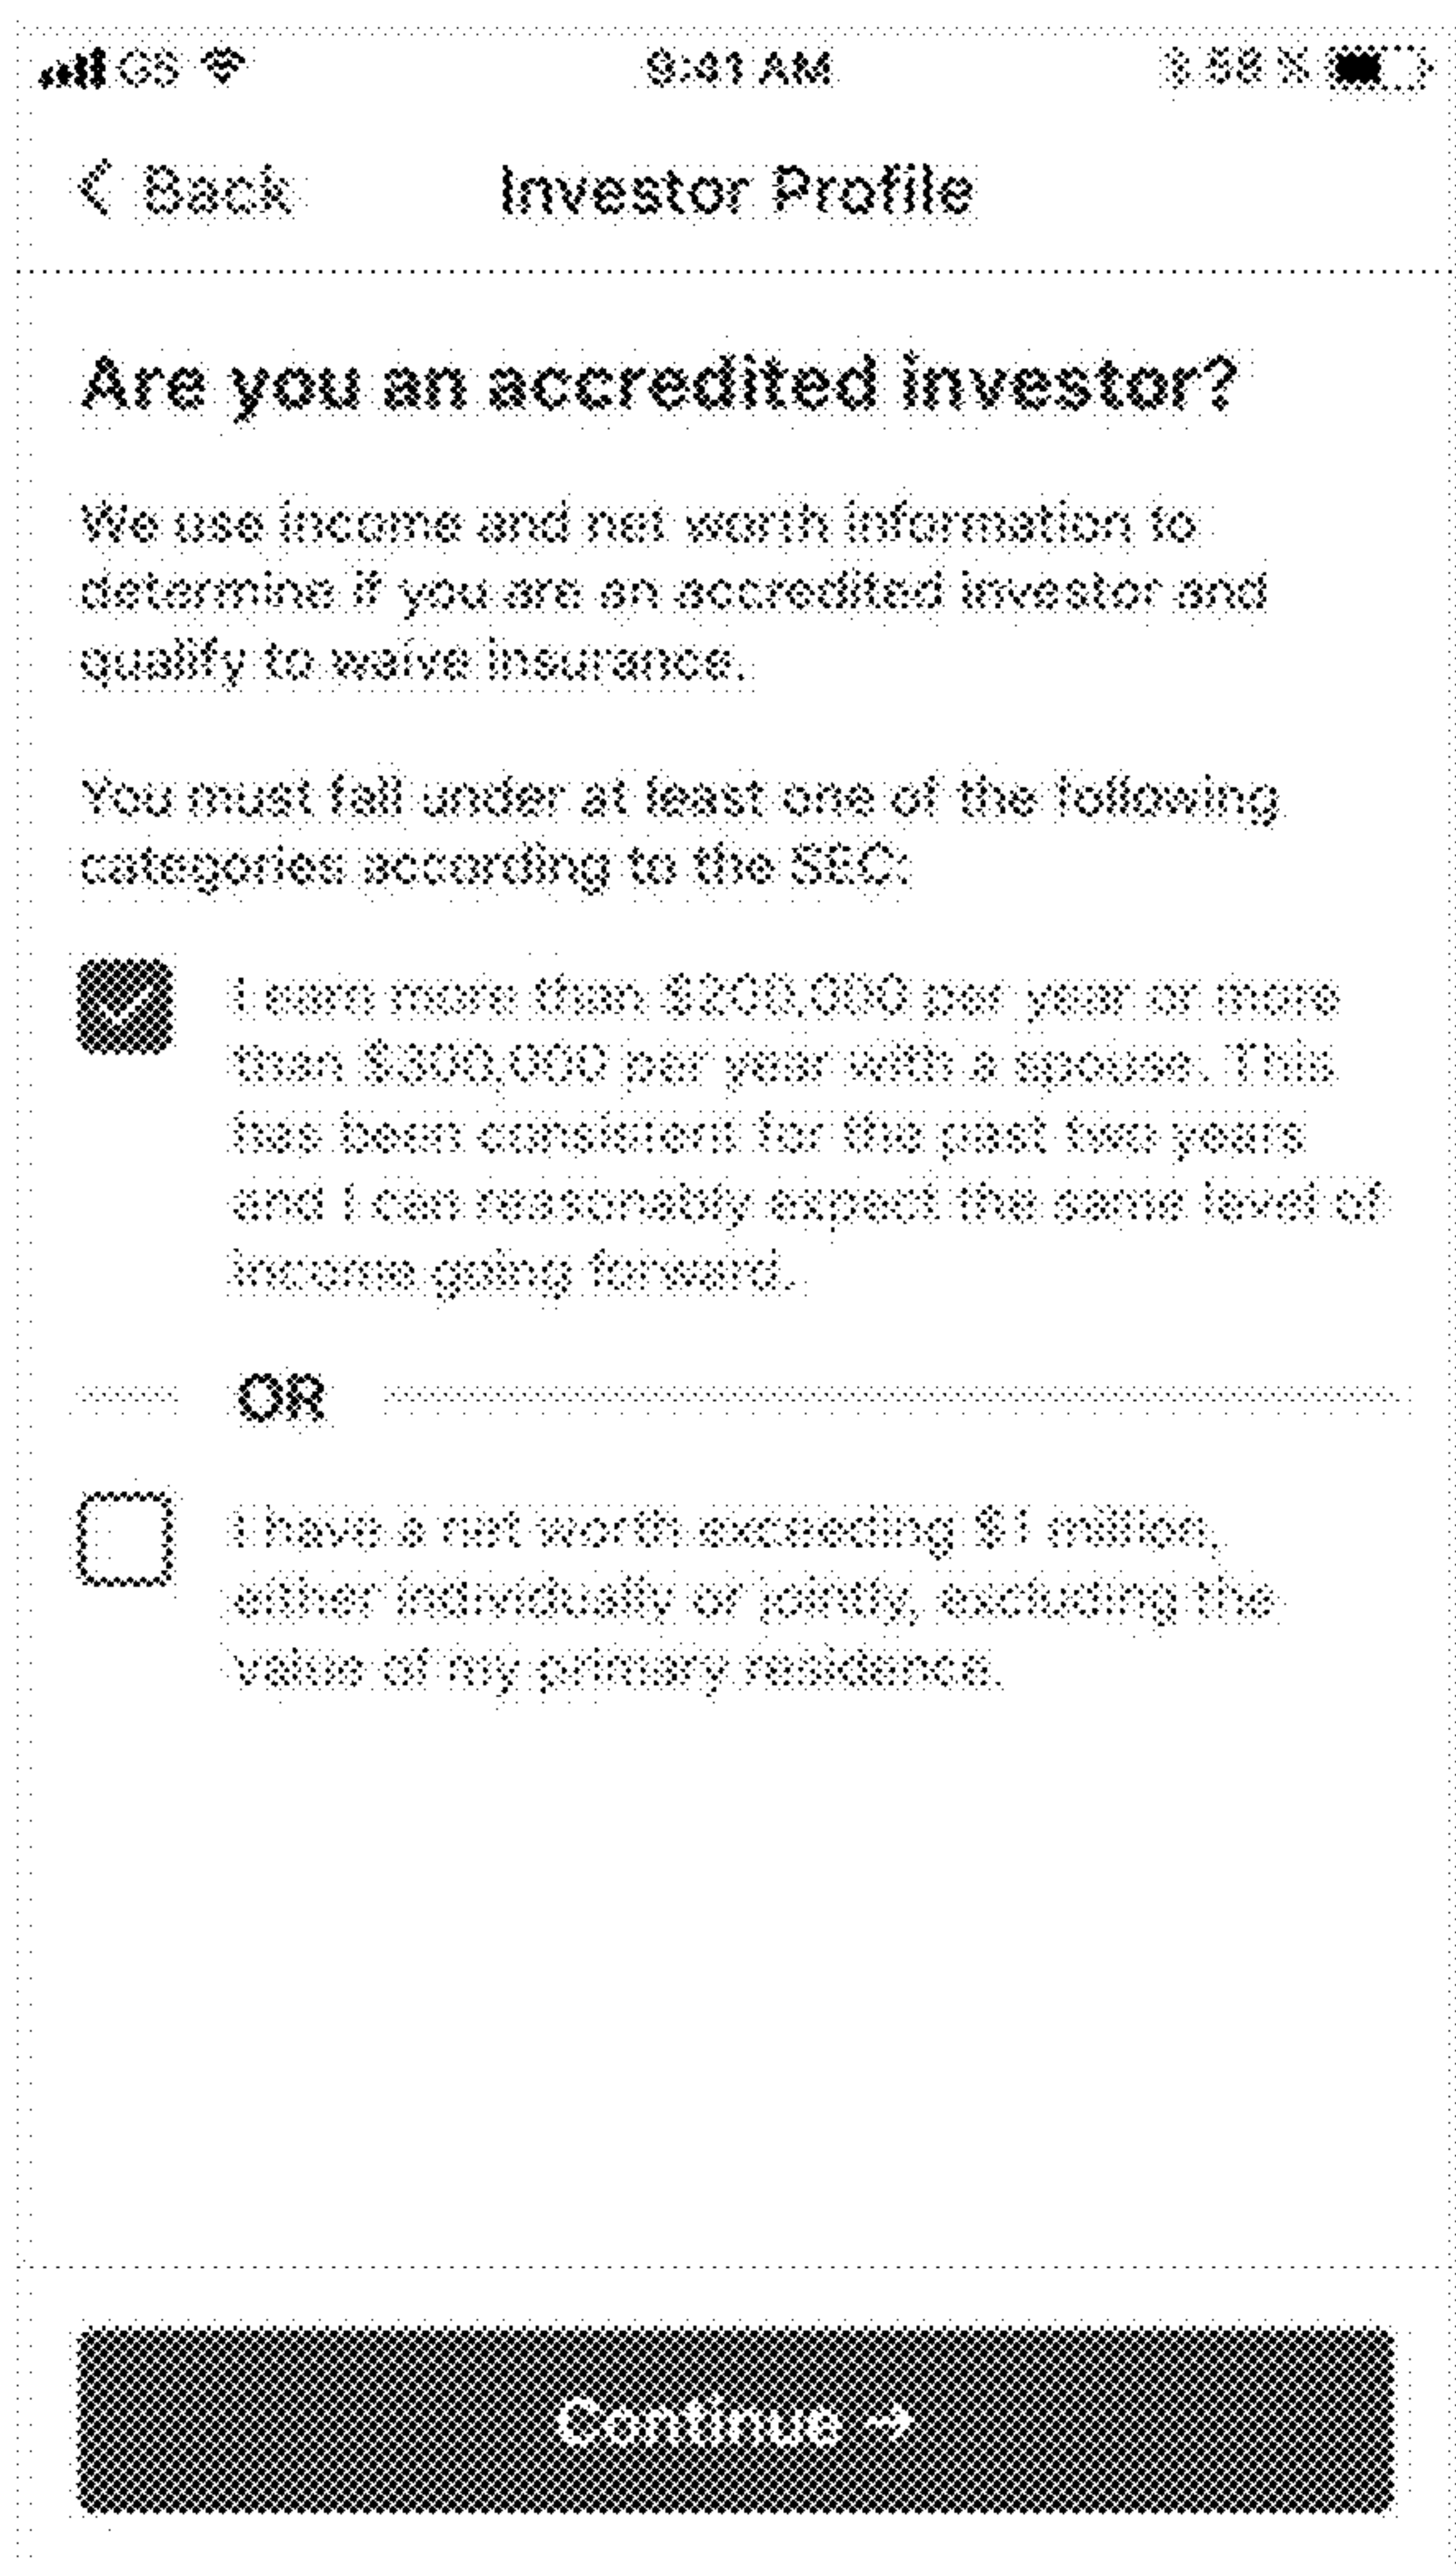 GS 9:41 AM 58 %
Back Investor Profile
Are you an accredited investor?
We use income and net worth information to
determine if you are an accredited investor and
qualify to waive insurance.
You must fall under at least one of the following
categories according to the SEC:
I earn more than $200,000 per year or more
than $300,000 per year with a spouse. This
has been consistent for the past two years
and I can reasonably expect the same level of
income going forward.
OR
I have a net worth exceeding $1 million,
either individually or jointly, excluding the
value of my primary residence.
Continue →